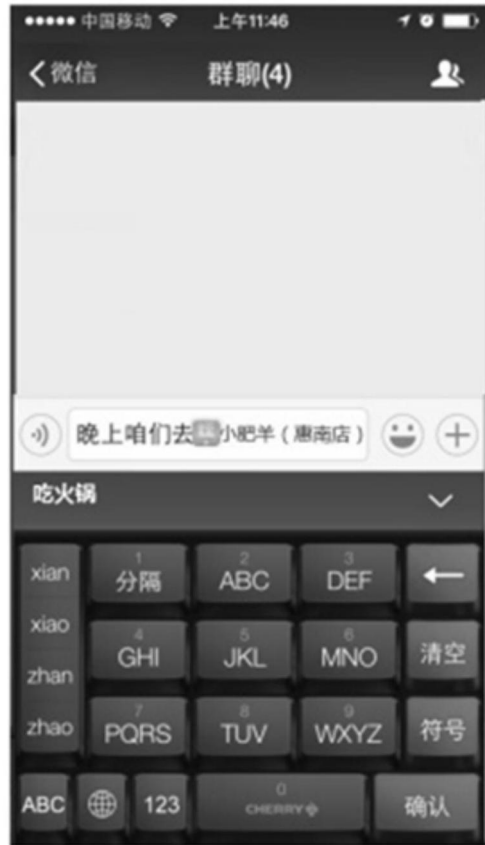 中国移动 上午11:46
微信 群聊(4)
晚上咱们去小肥羊（惠南店）
吃火锅
xian
xiao
zhan
zhao
1 分隔 2 ABC 3 DEF
4 GHI 5 JKL 6 MNO 清空
7 PQRS 8 TUV 9 WXYZ 符号
ABC 123 0 CHERRY 确认